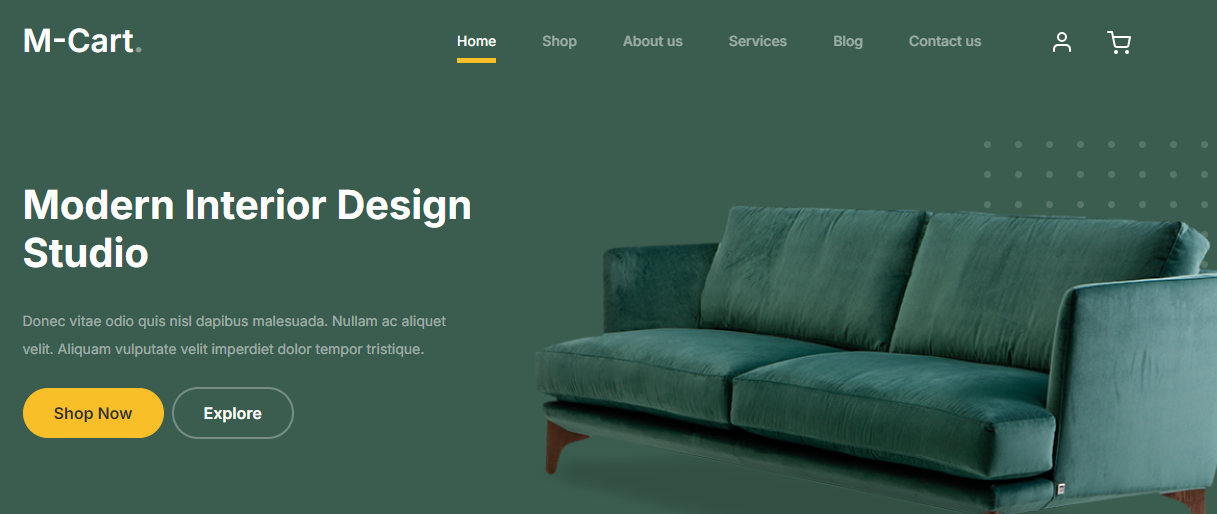 M-Cart.
Home
Shop
About us
Services
Blog
Contact us
Modern Interior Design
Studio
Donec vitae odio quis nisl dapibus malesuada. Nullam ac aliquet
velit. Aliquam vulputate velit imperdiet dolor tempor tristique.
Shop Now
Explore